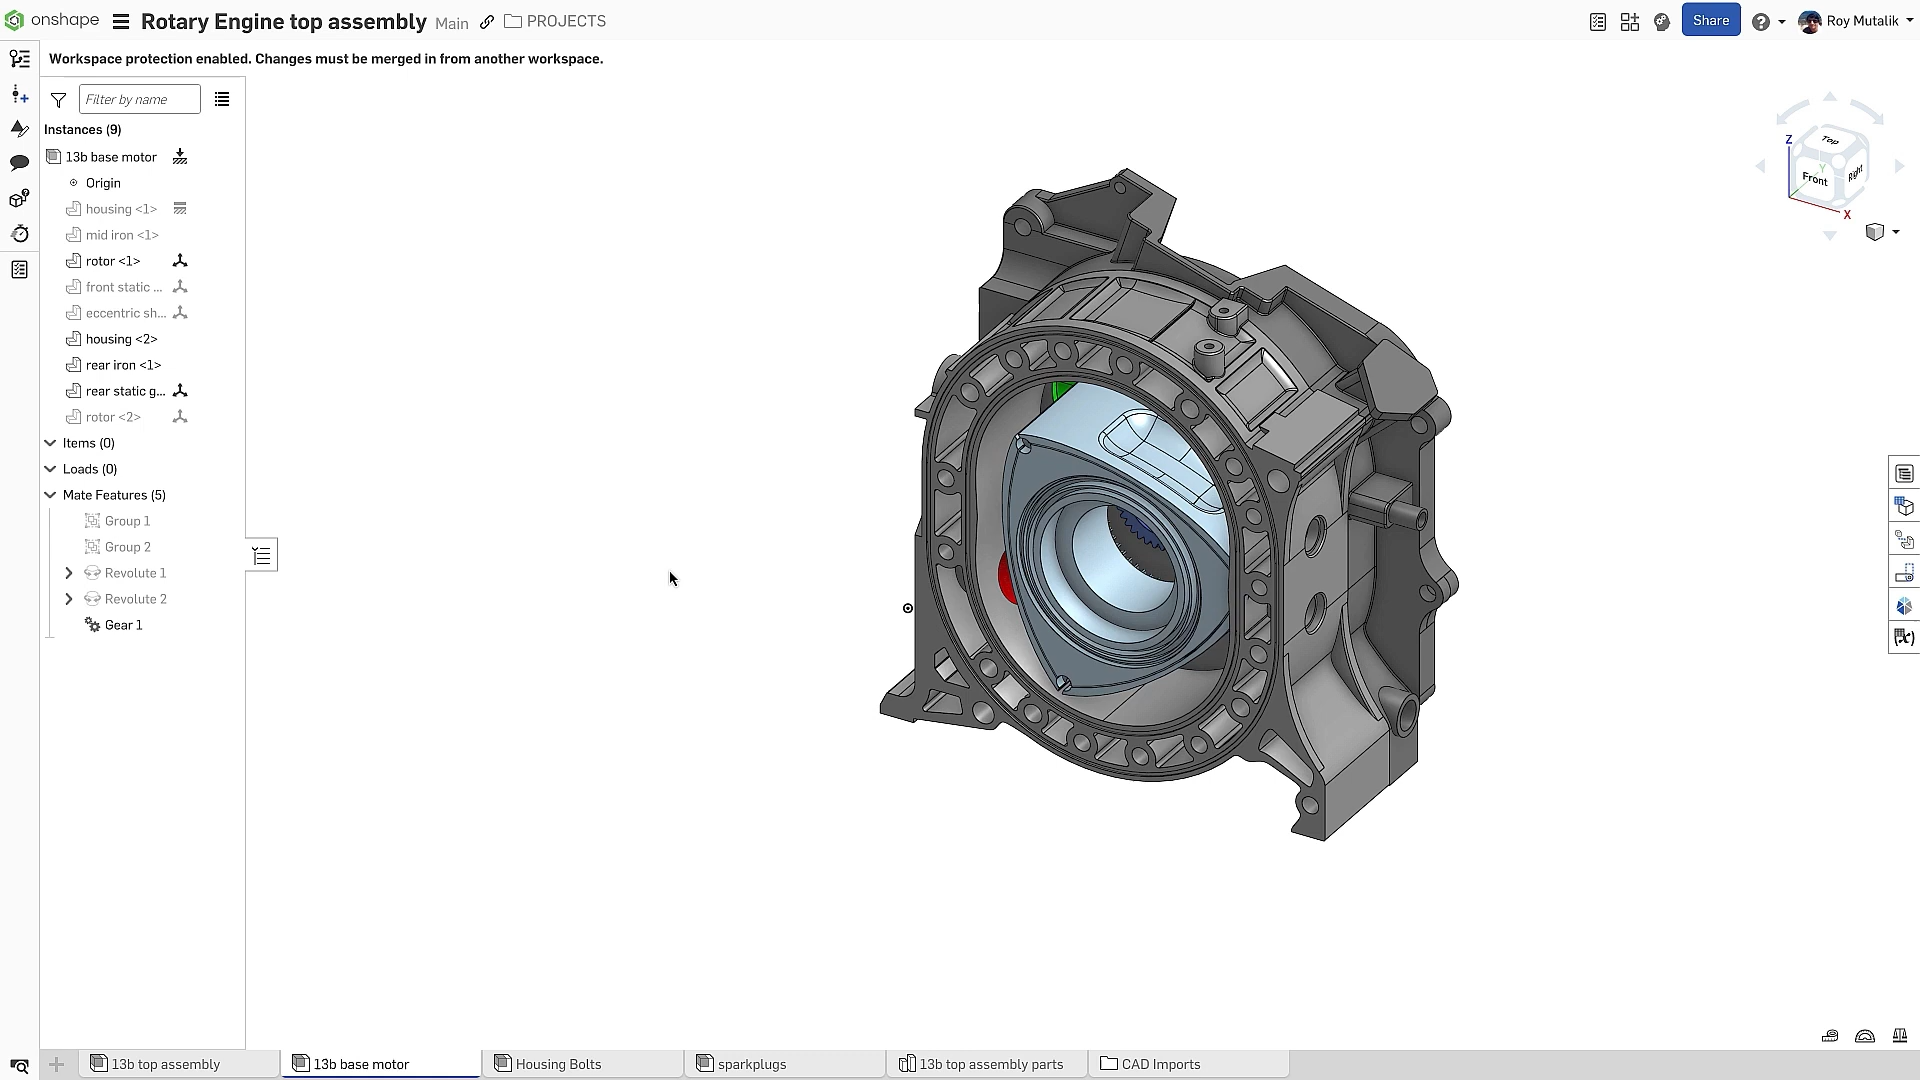 onshape Rotary Engine top assembly Main PROJECTS Share Roy Mutalik
Workspace protection enabled. Changes must be merged in from another workspace.
Filter by name
Instances (9)
13b base motor
Origin
housing <1>
mid iron <1>
rotor <1>
front static ...
eccentric sh...
housing <2>
rear iron <1>
rear static g...
rotor <2>
Items (0)
Loads (0)
Mate Features (5)
Group 1
Group 2
Revolute 1
Revolute 2
Gear 1
Top
Z
Y
Front
Right
X
13b top assembly
13b base motor
Housing Bolts
sparkplugs
13b top assembly parts
CAD Imports